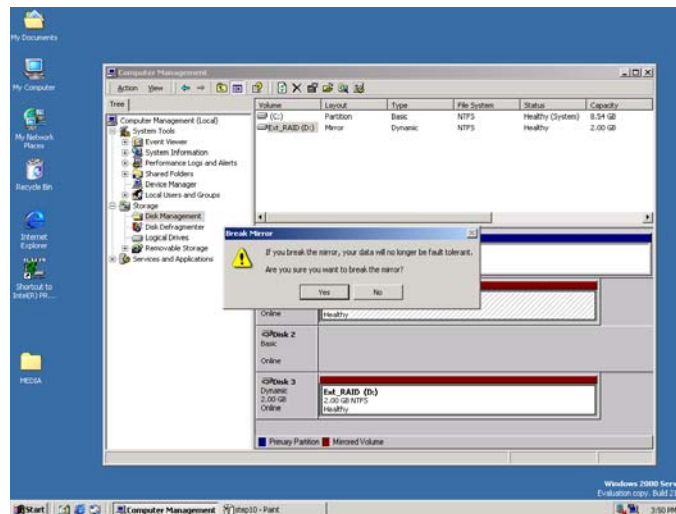 My Documents
My Computer
My Network
Places
Recycle Bin
Internet
Explorer
Shortcut to
Intel(R) PR...
MEDIA
Computer Management
Action View
Tree
Computer Management (Local)
System Tools
Event Viewer
System Information
Performance Logs and Alerts
Shared Folders
Device Manager
Local Users and Groups
Storage
Disk Management
Disk Defragmenter
Logical Drives
Removable Storage
Services and Applications
Volume Layout Type File System Status Capacity
(C:) Partition Basic NTFS Healthy (System) 8.54 GB
Ext_RAID (D:) Mirror Dynamic NTFS Healthy 2.00 GB
Break Mirror
If you break the mirror, your data will no longer be fault tolerant.
Are you sure you want to break the mirror?
Yes No
Online Healthy
Disk 2
Basic
Online
Disk 3
Dynamic
2.00 GB
Online
Ext_RAID (D:)
2.00 GB NTFS
Healthy
Primary Partition Mirrored Volume
Windows 2000 Serv
Evaluation copy. Build 21
Start Computer Management step10 - Paint 3:50 PM